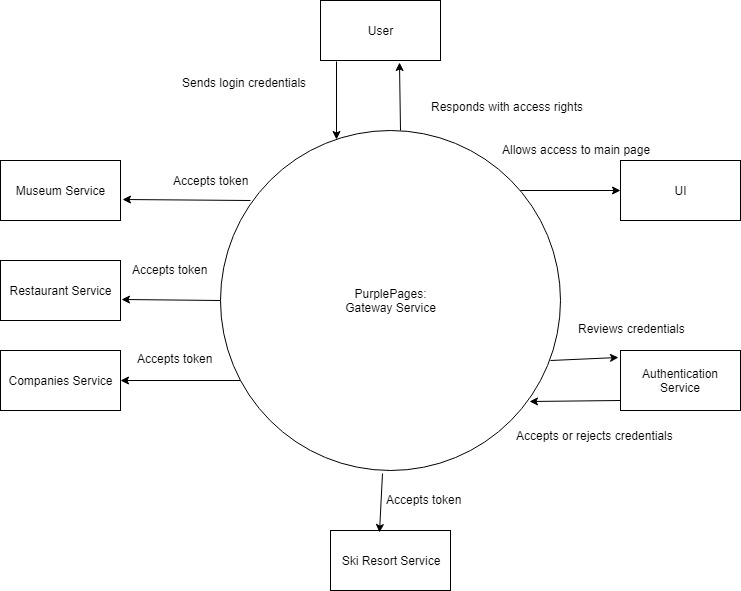 User
Sends login credentials
Responds with access rights
Allows access to main page
Accepts token
Museum Service
UI
Accepts token
Restaurant Service
PurplePages:
Gateway Service
Reviews credentials
Accepts token
Companies Service
Authentication
Service
Accepts or rejects credentials
Accepts token
Ski Resort Service